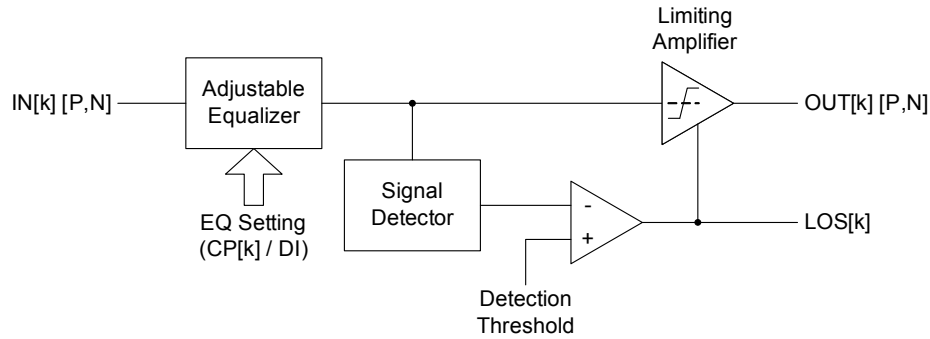 Limiting
Amplifier
IN[k] [P,N]
Adjustable
Equalizer
OUT[k] [P,N]
Signal
Detector
-
+
EQ Setting
(CP[k] / DI)
LOS[k]
Detection
Threshold